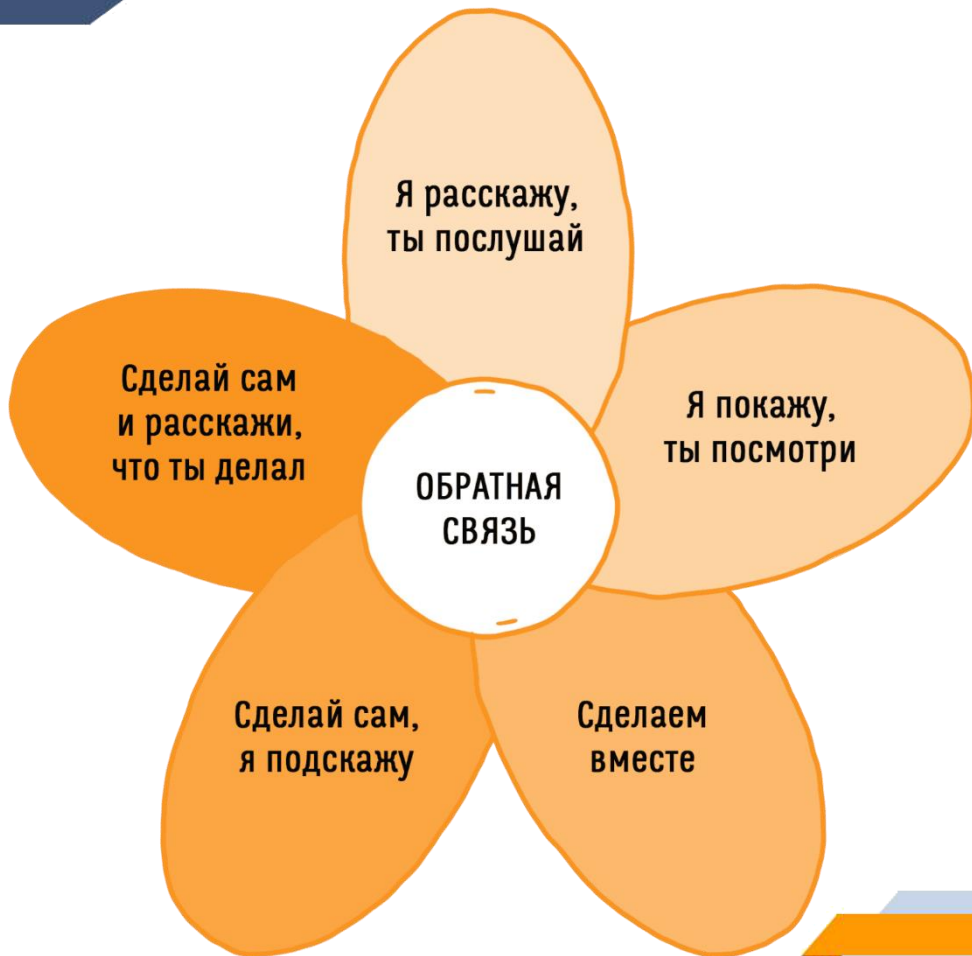 Я расскажу,
ты послушай
Я покажу,
ты посмотри
Сделаем
вместе
Сделай сам,
я подскажу
Сделай сам
и расскажи,
что ты делал
ОБРАТНАЯ
СВЯЗЬ